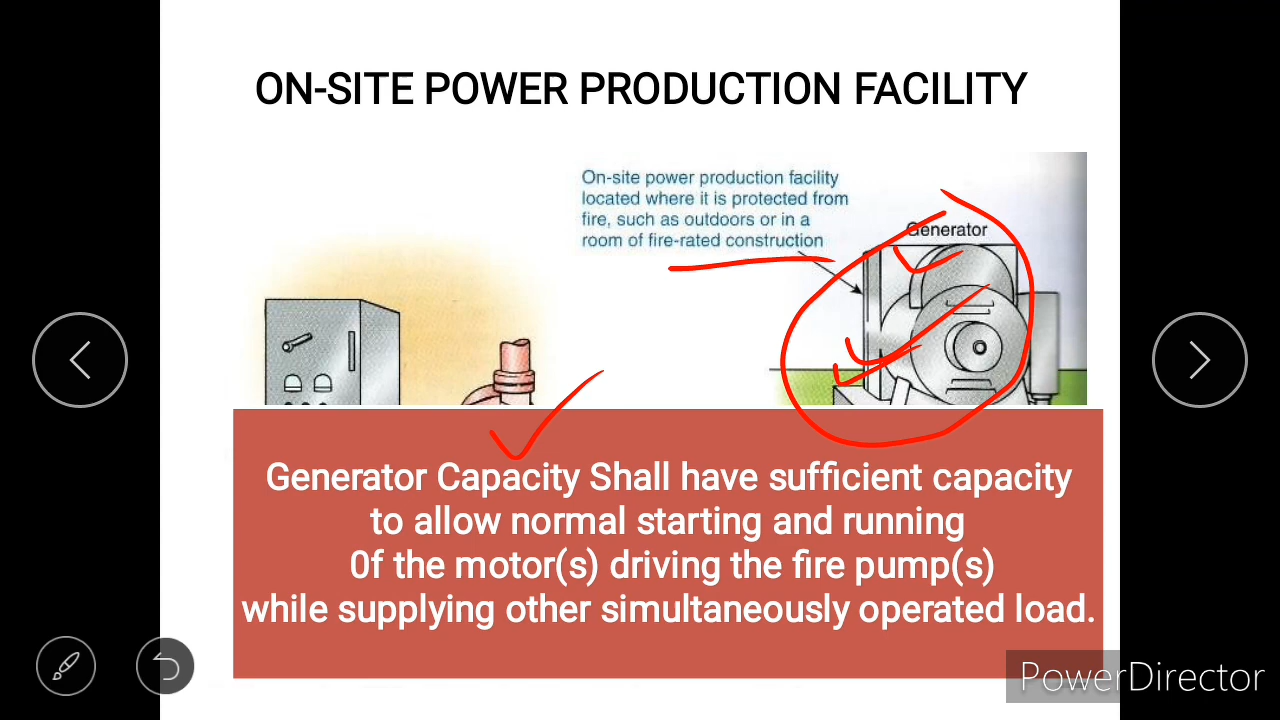 ON-SITE POWER PRODUCTION FACILITY
On-site power production facility
located where it is protected from
fire, such as outdoors or in a
room of fire-rated construction
Generator
Generator Capacity Shall have sufficient capacity
to allow normal starting and running
0f the motor(s) driving the fire pump(s)
while supplying other simultaneously operated load.
PowerDirector